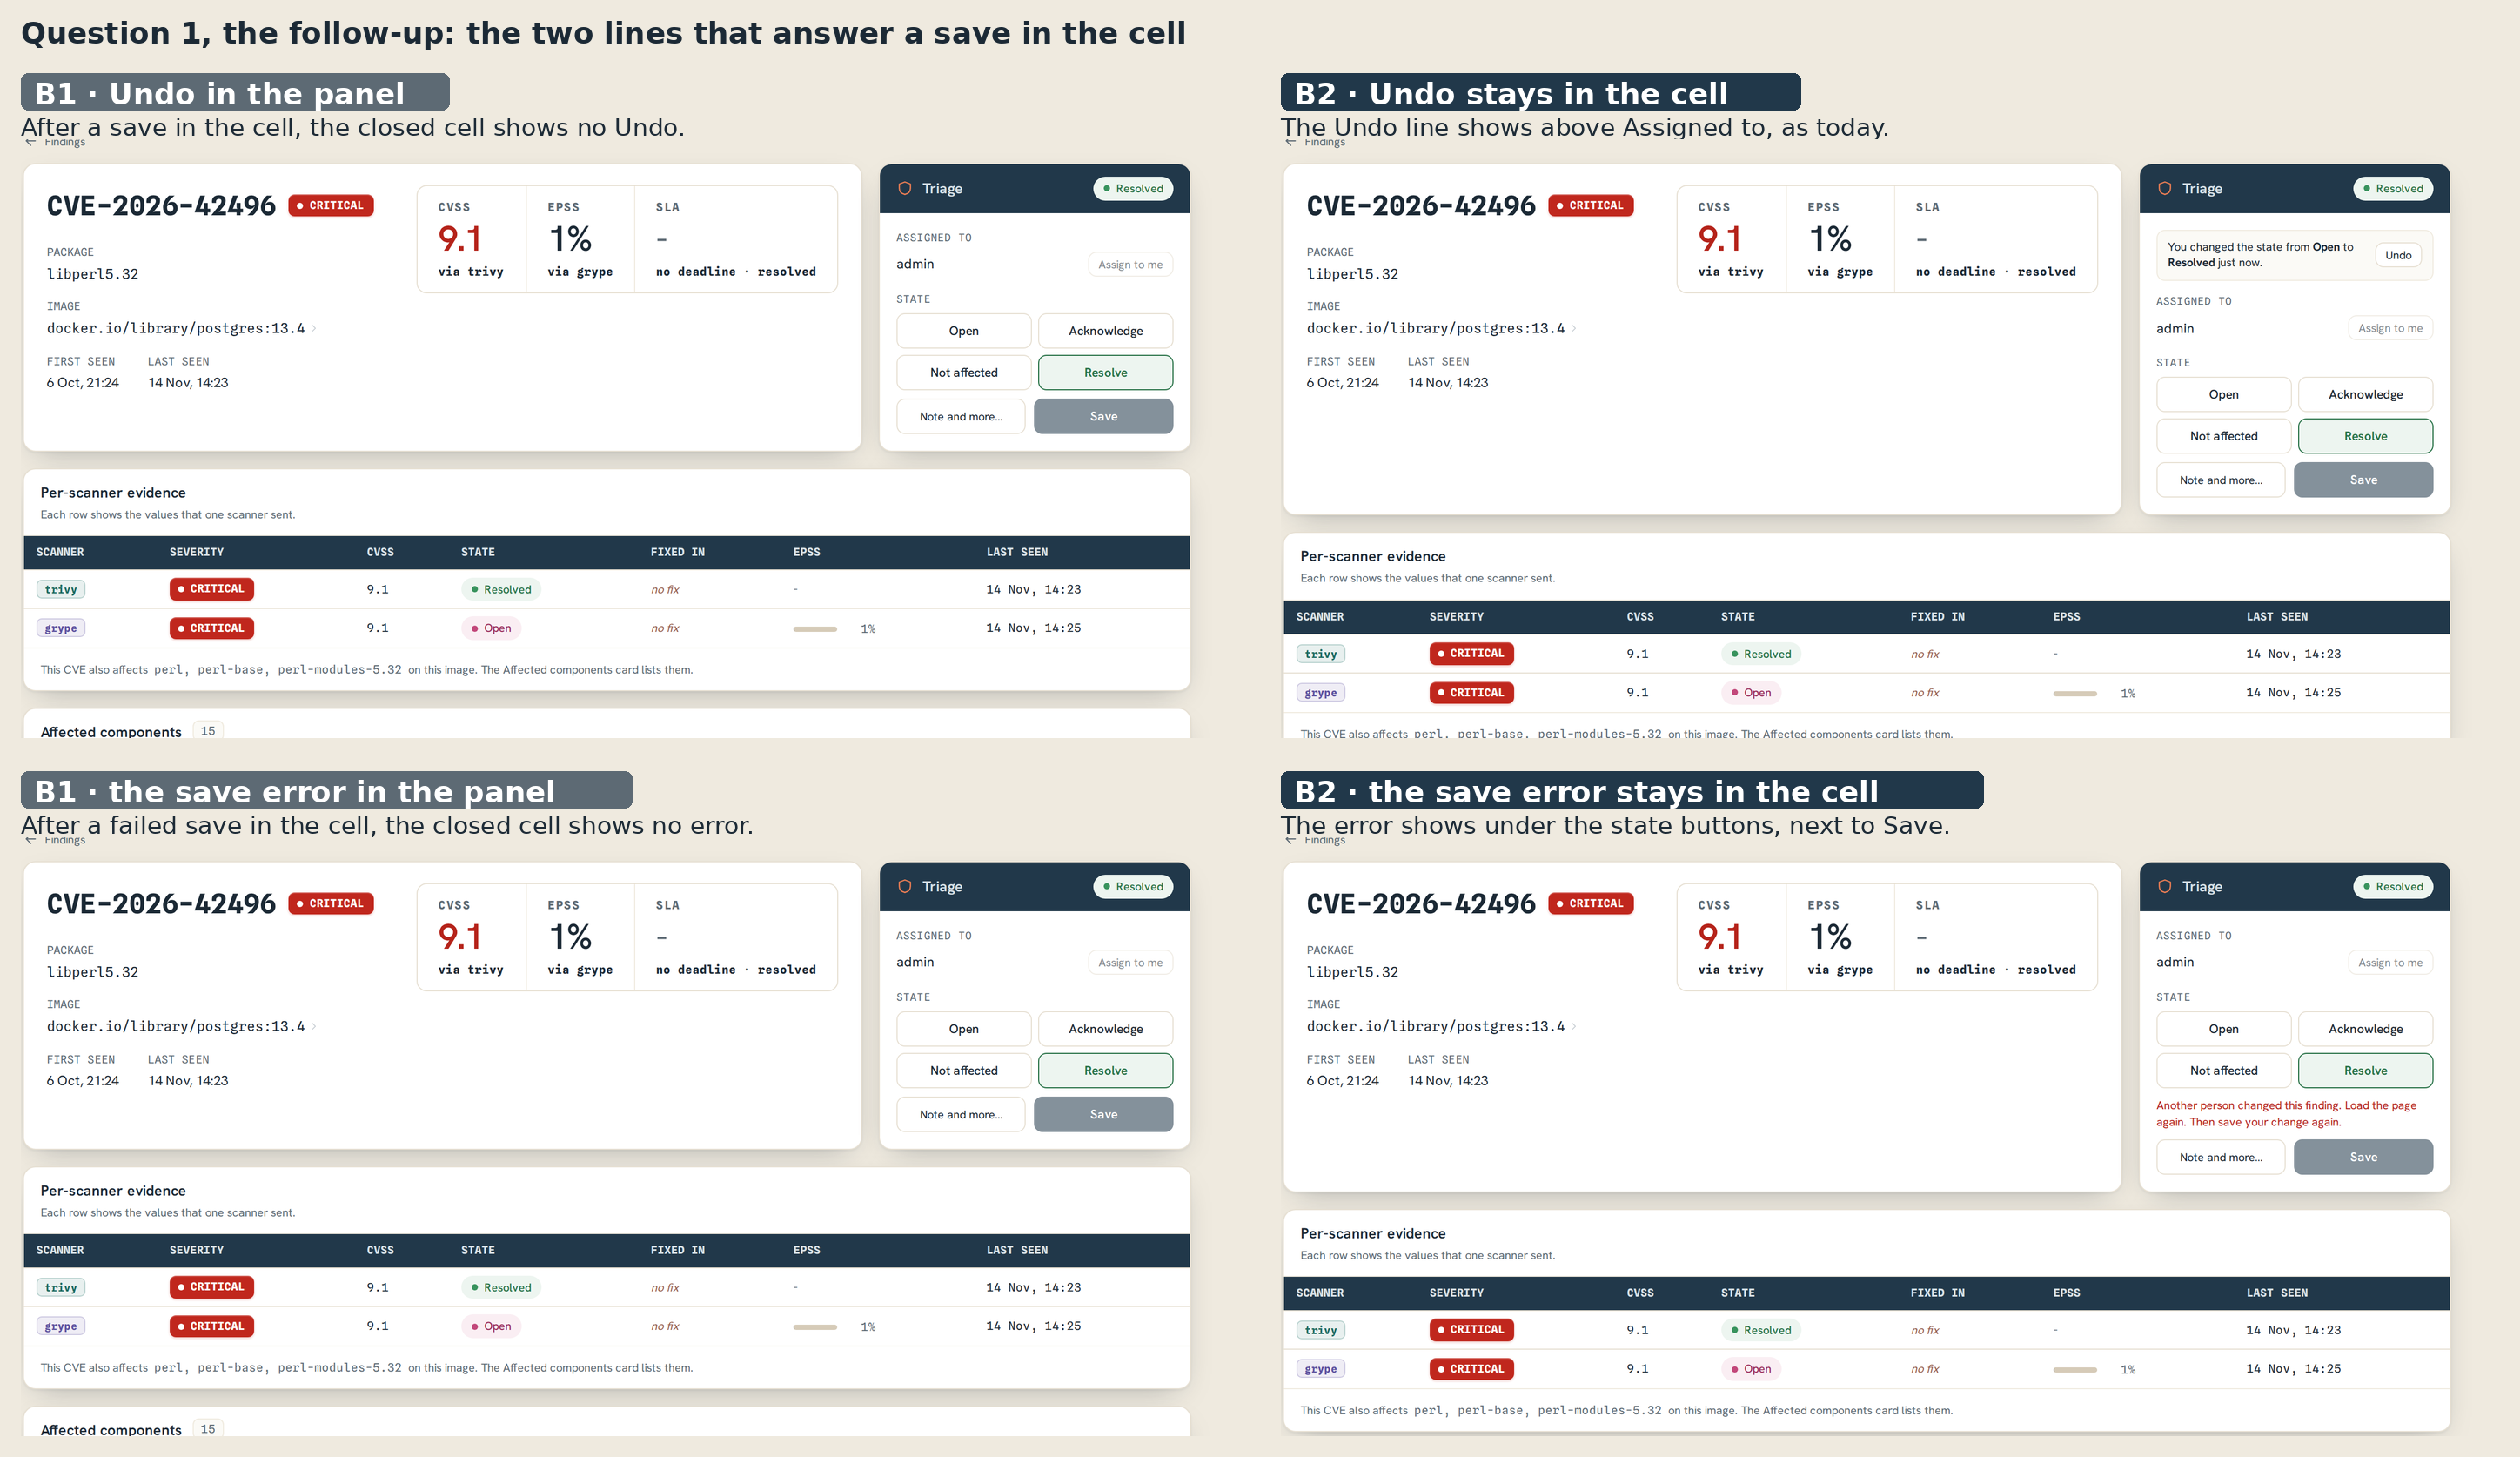 Question 1, the follow-up: the two lines that answer a save in the cell
B1 · Undo in the panel
After a save in the cell, the closed cell shows no Undo.
← Findings
CVE-2026-42496 CRITICAL
PACKAGE
libperl5.32
IMAGE
docker.io/library/postgres:13.4 ›
FIRST SEEN LAST SEEN
6 Oct, 21:24 14 Nov, 14:23
CVSS EPSS SLA
9.1 1% –
via trivy via grype no deadline · resolved
Triage Resolved
ASSIGNED TO
admin Assign to me
STATE
Open Acknowledge
Not affected Resolve
Note and more... Save
Per-scanner evidence
Each row shows the values that one scanner sent.
SCANNER SEVERITY CVSS STATE FIXED IN EPSS LAST SEEN
trivy CRITICAL 9.1 Resolved no fix - 14 Nov, 14:23
grype CRITICAL 9.1 Open no fix 1% 14 Nov, 14:25
This CVE also affects perl, perl-base, perl-modules-5.32 on this image. The Affected components card lists them.
Affected components 15
B2 · Undo stays in the cell
The Undo line shows above Assigned to, as today.
← Findings
CVE-2026-42496 CRITICAL
PACKAGE
libperl5.32
IMAGE
docker.io/library/postgres:13.4 ›
FIRST SEEN LAST SEEN
6 Oct, 21:24 14 Nov, 14:23
CVSS EPSS SLA
9.1 1% –
via trivy via grype no deadline · resolved
Triage Resolved
You changed the state from Open to
Resolved just now.
Undo
ASSIGNED TO
admin Assign to me
STATE
Open Acknowledge
Not affected Resolve
Note and more... Save
Per-scanner evidence
Each row shows the values that one scanner sent.
SCANNER SEVERITY CVSS STATE FIXED IN EPSS LAST SEEN
trivy CRITICAL 9.1 Resolved no fix - 14 Nov, 14:23
grype CRITICAL 9.1 Open no fix 1% 14 Nov, 14:25
This CVE also affects perl, perl-base, perl-modules-5.32 on this image. The Affected components card lists them.
B1 · the save error in the panel
After a failed save in the cell, the closed cell shows no error.
← Findings
CVE-2026-42496 CRITICAL
PACKAGE
libperl5.32
IMAGE
docker.io/library/postgres:13.4 ›
FIRST SEEN LAST SEEN
6 Oct, 21:24 14 Nov, 14:23
CVSS EPSS SLA
9.1 1% –
via trivy via grype no deadline · resolved
Triage Resolved
ASSIGNED TO
admin Assign to me
STATE
Open Acknowledge
Not affected Resolve
Note and more... Save
Per-scanner evidence
Each row shows the values that one scanner sent.
SCANNER SEVERITY CVSS STATE FIXED IN EPSS LAST SEEN
trivy CRITICAL 9.1 Resolved no fix - 14 Nov, 14:23
grype CRITICAL 9.1 Open no fix 1% 14 Nov, 14:25
This CVE also affects perl, perl-base, perl-modules-5.32 on this image. The Affected components card lists them.
Affected components 15
B2 · the save error stays in the cell
The error shows under the state buttons, next to Save.
← Findings
CVE-2026-42496 CRITICAL
PACKAGE
libperl5.32
IMAGE
docker.io/library/postgres:13.4 ›
FIRST SEEN LAST SEEN
6 Oct, 21:24 14 Nov, 14:23
CVSS EPSS SLA
9.1 1% –
via trivy via grype no deadline · resolved
Triage Resolved
ASSIGNED TO
admin Assign to me
STATE
Open Acknowledge
Not affected Resolve
Another person changed this finding. Load the page
again. Then save your change again.
Note and more... Save
Per-scanner evidence
Each row shows the values that one scanner sent.
SCANNER SEVERITY CVSS STATE FIXED IN EPSS LAST SEEN
trivy CRITICAL 9.1 Resolved no fix - 14 Nov, 14:23
grype CRITICAL 9.1 Open no fix 1% 14 Nov, 14:25
This CVE also affects perl, perl-base, perl-modules-5.32 on this image. The Affected components card lists them.